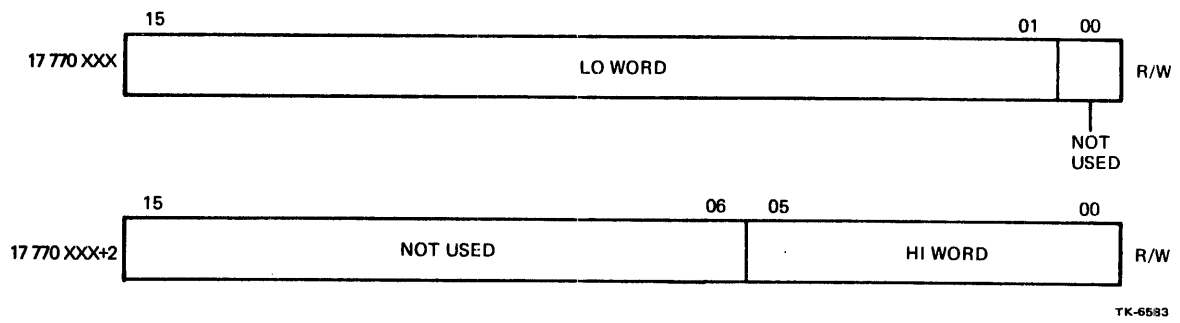 15 01 00
17 770 XXX LO WORD R/W
NOT
USED
15 06 05 00
17 770 XXX+2 NOT USED HI WORD R/W
TK-6583